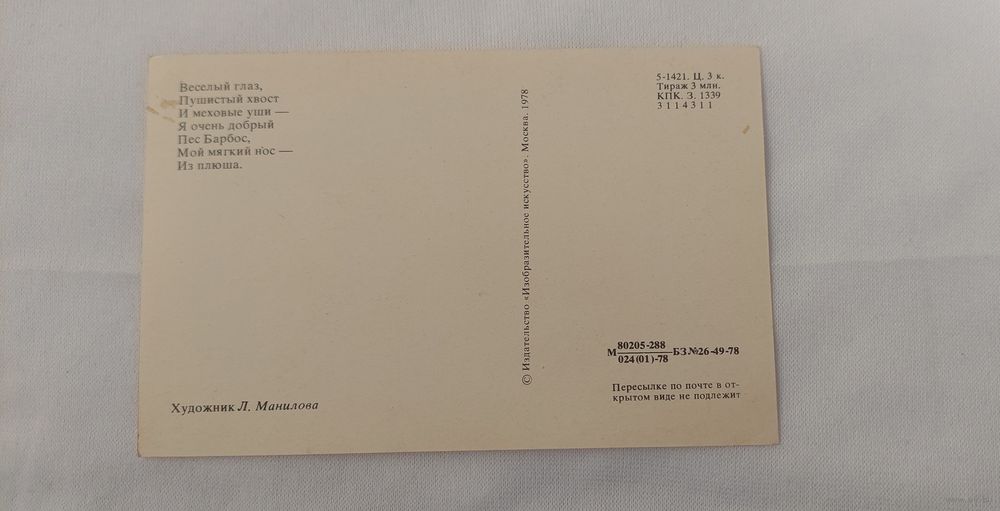 Веселый глаз,
Пушистый хвост
И меховые уши —
Я очень добрый
Пес Барбос,
Мой мягкий нос —
Из плюша.
Художник Л. Манилова
© Издательство «Изобразительное искусство». Москва. 1978
5-1421. Ц. 3 к.
Тираж 3 млн.
КПК. З. 1339
3114311
М 80205-288 БЗ №26-49-78
024(01)-78
Пересылке по почте в от-
крытом виде не подлежит